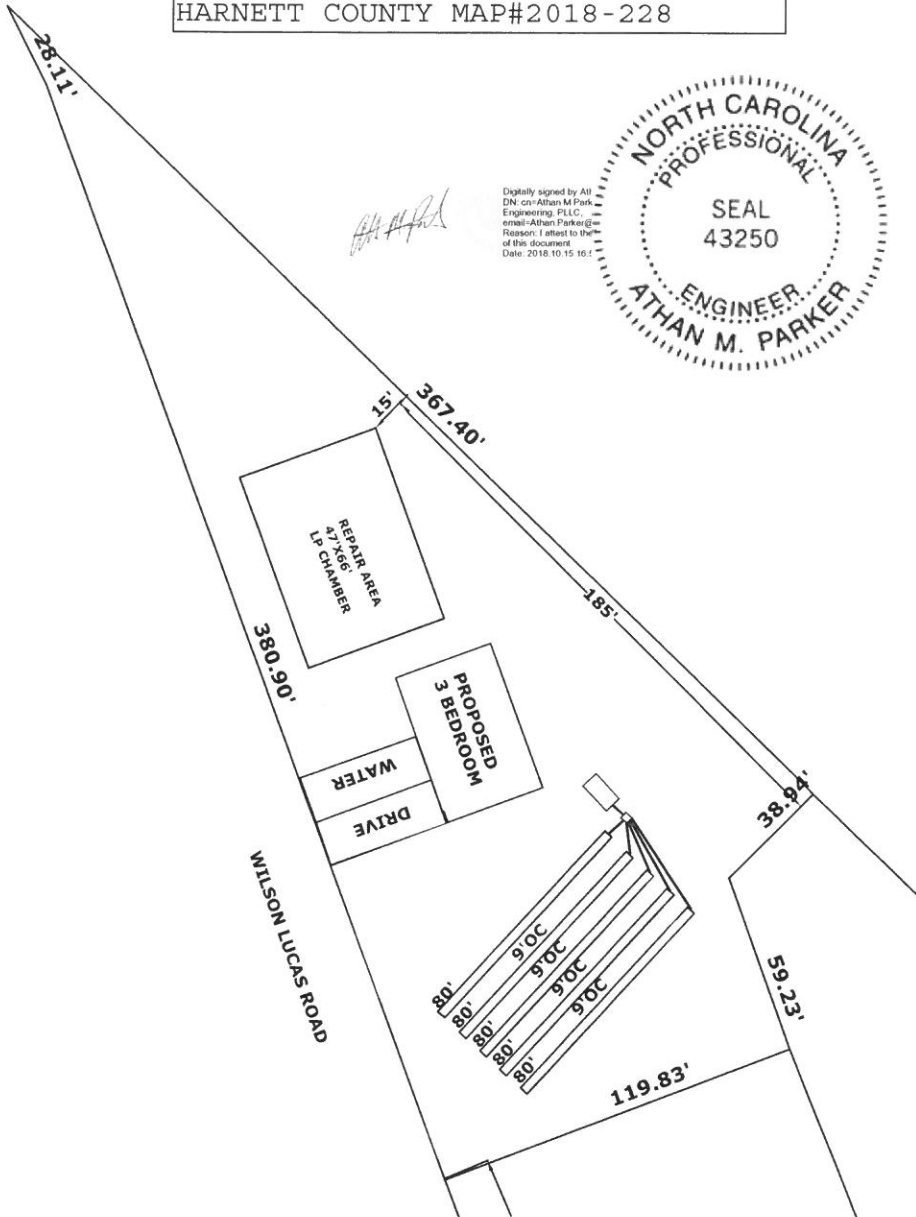 HARNETT COUNTY MAP#2018-228
28.11'
NORTH CAROLINA
PROFESSIONAL
SEAL
43250
ENGINEER
ATHAN M. PARKER
Digitally signed by Ath
DN: cn=Athan M Park
Engineering, PLLC,
email=Athan.Parker@
Reason: I attest to the
of this document
Date: 2018.10.15 16:
15'
367.40'
REPAIR AREA
47'X66'
LP CHAMBER
185'
380.90'
PROPOSED
3 BEDROOM
WATER
DRIVE
38.94'
WILSON LUCAS ROAD
9'OC
9'OC
9'OC
9'OC
80'
80'
80'
80'
80'
59.23'
119.83'